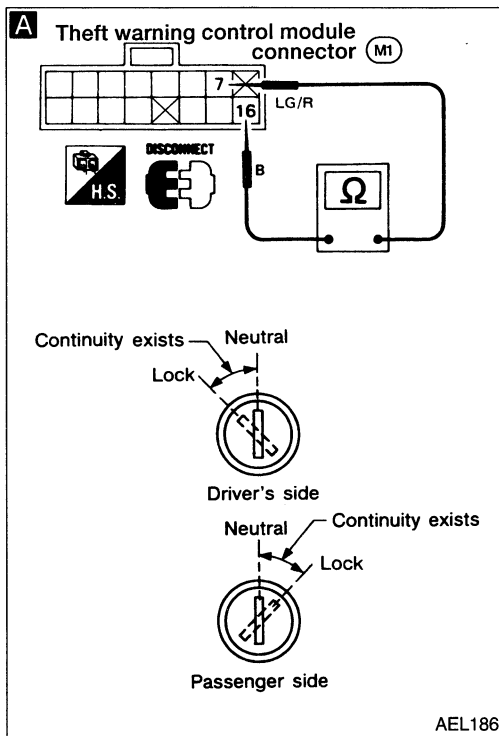 A
Theft warning control module
connector M1
7
LG/R
16
DISCONNECT
H.S.
B
Ω
Continuity exists
Neutral
Lock
Driver's side
Neutral
Continuity exists
Lock
Passenger side
AEL186